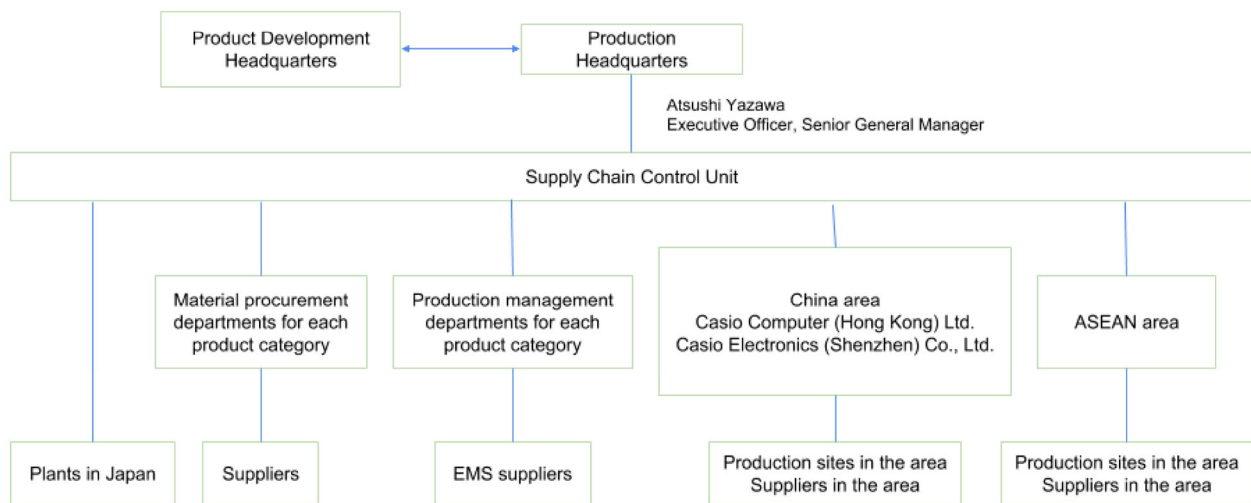 Product Development
Headquarters
Production
Headquarters
Atsushi Yazawa
Executive Officer, Senior General Manager
Supply Chain Control Unit
Material procurement
departments for each
product category
Production management
departments for each
product category
China area
Casio Computer (Hong Kong) Ltd.
Casio Electronics (Shenzhen) Co., Ltd.
ASEAN area
Plants in Japan
Suppliers
EMS suppliers
Production sites in the area
Suppliers in the area
Production sites in the area
Suppliers in the area